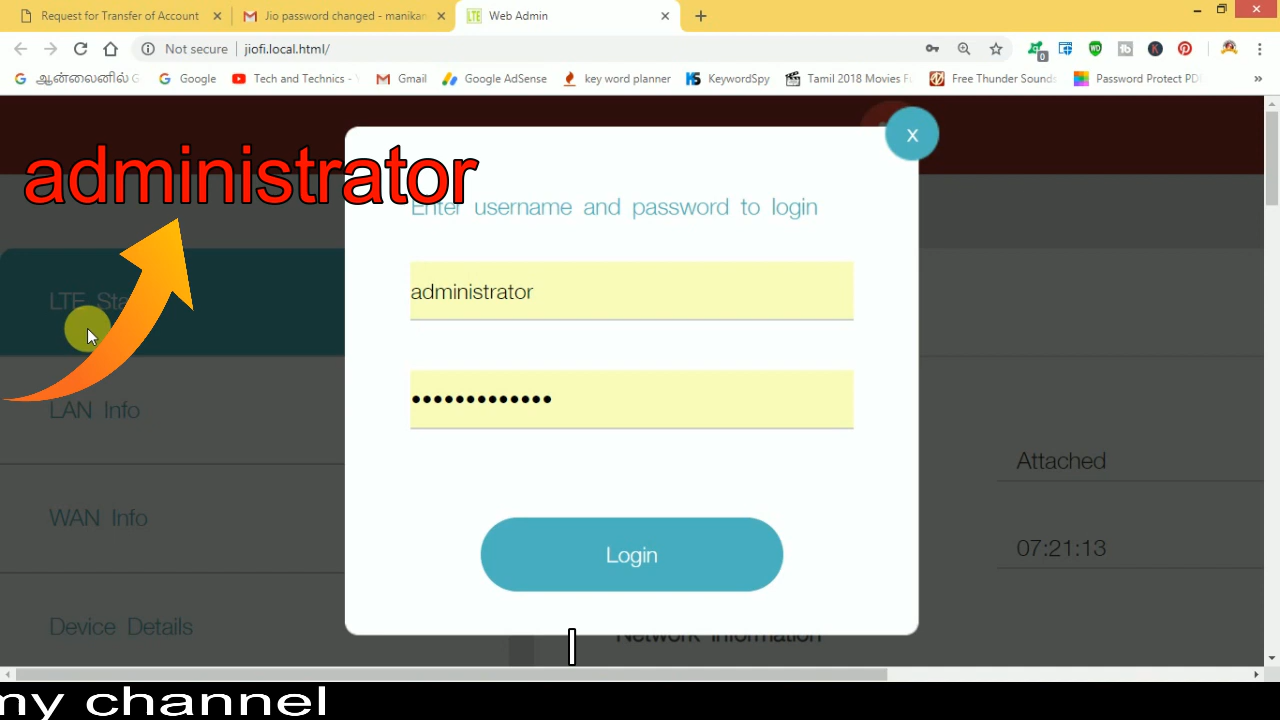 Request for Transfer of Account
Jio password changed - manikan
Web Admin
Not secure
jiofi.local.html/
ஆன்லைனில்
Google
Tech and Technics -
Gmail
Google AdSense
key word planner
KeywordSpy
Tamil 2018 Movies
Free Thunder Sounds
Password Protect PD
»
x
administrator
Enter username and password to login
LTE Sta
administrator
•••••••••••••
LAN Info
Attached
WAN Info
07:21:13
Login
Device Details
Network Information
my channel